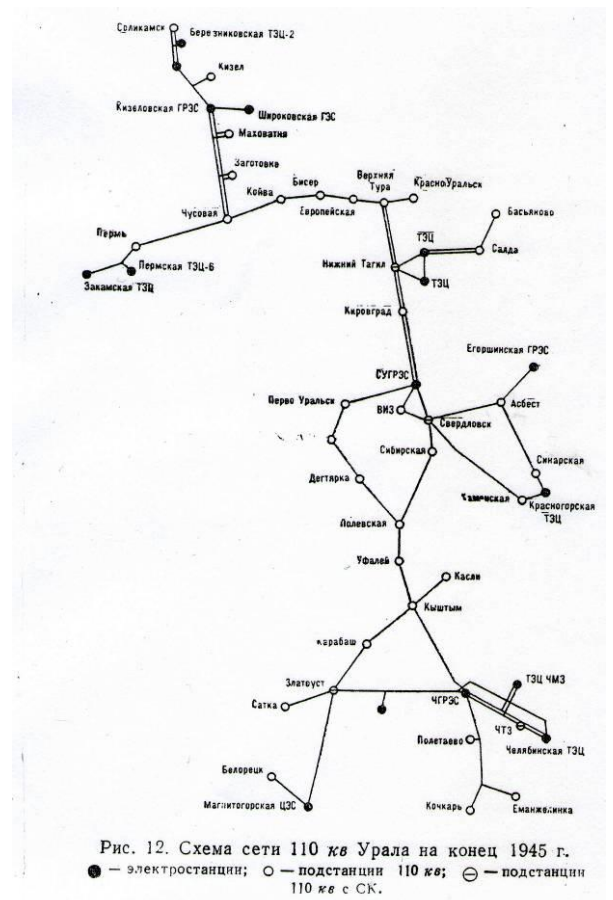 Соликамск
Березниковская ТЭЦ-2
Кизел
Кизеловская ГРЭС
Широковская ГЭС
Маховатня
Заготовка
Чусовая
Койва
Бисер
Европейская
Верхняя
Тура
КрасноУральск
Басьяново
Пермь
Пермская ТЭЦ-6
Закамская ТЭЦ
ТЭЦ
Салда
Нижний Тагил
ТЭЦ
Кировград
Егоршинская ГРЭС
СУГРЭС
Перво Уральск
ВИЗ
Свердловск
Асбест
Сибирская
Синарская
Дегтярка
Каменская
Красногорская
ТЭЦ
Полевская
Уфалей
Касли
Кыштым
Карабаш
Златоуст
Сатка
ЧГРЭС
ТЭЦ ЧМЗ
ЧТЗ
Челябинская ТЭЦ
Полетаево
Белорецк
Магнитогорская ЦЭС
Кочкарь
Еманжелинка
Рис. 12. Схема сети 110 кв Урала на конец 1945 г.
— электростанции; — подстанции 110 кв; — подстанции
110 кв с СК.